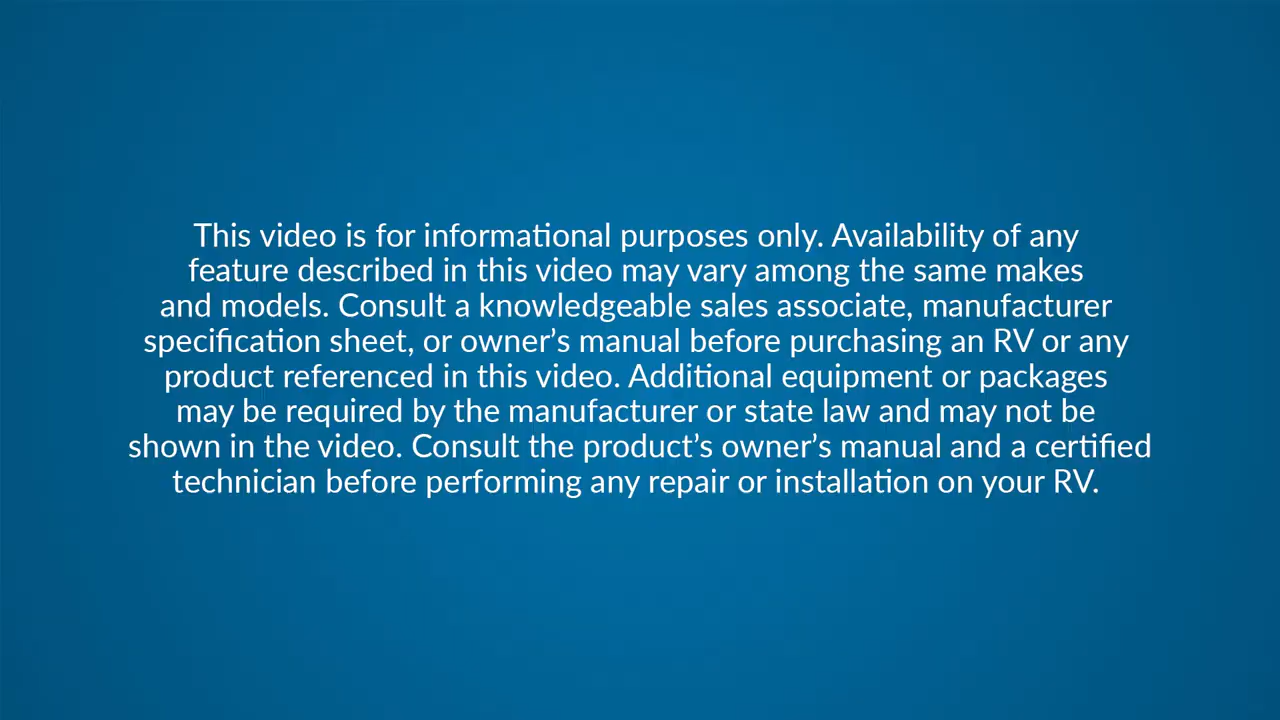 This video is for informational purposes only. Availability of any
feature described in this video may vary among the same makes
and models. Consult a knowledgeable sales associate, manufacturer
specification sheet, or owner’s manual before purchasing an RV or any
product referenced in this video. Additional equipment or packages
may be required by the manufacturer or state law and may not be
shown in the video. Consult the product’s owner’s manual and a certified
technician before performing any repair or installation on your RV.